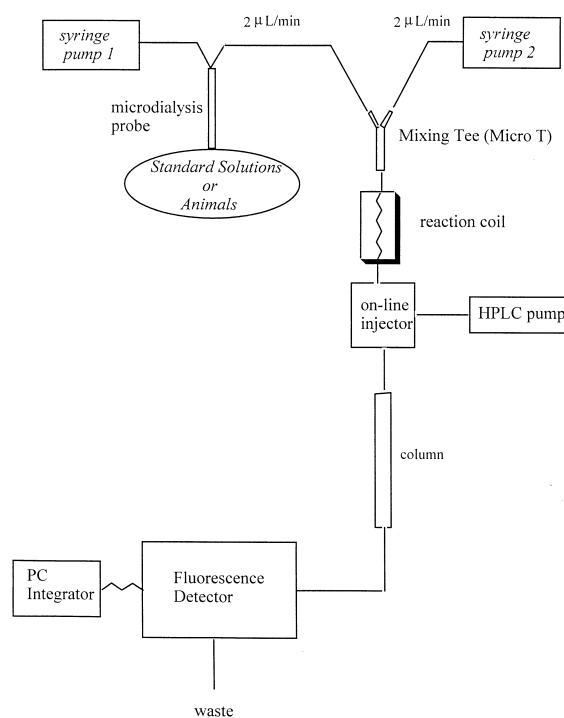 2 μL/min
2 μL/min
syringe
pump 1
syringe
pump 2
microdialysis
probe
Mixing Tee (Micro T)
Standard Solutions
or
Animals
reaction coil
on-line
injector
HPLC pump
column
PC
Integrator
Fluorescence
Detector
waste